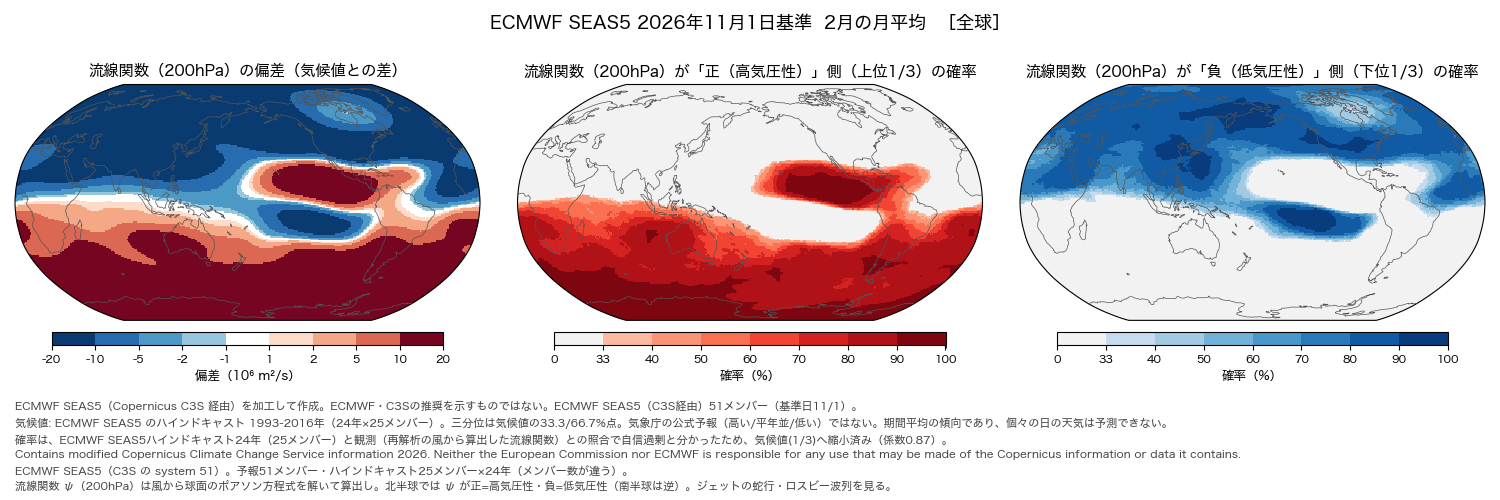 ECMWF SEAS5 2026年11月1日基準 2月の月平均 ［全球］
流線関数（200hPa）の偏差（気候値との差）
流線関数（200hPa）が「正（高気圧性）」側（上位1/3）の確率
流線関数（200hPa）が「負（低気圧性）」側（下位1/3）の確率
-20 -10 -5 -2 -1 1 2 5 10 20
偏差（10⁶ m²/s）
0 33 40 50 60 70 80 90 100
確率（%）
0 33 40 50 60 70 80 90 100
確率（%）
ECMWF SEAS5（Copernicus C3S 経由）を加工して作成。ECMWF・C3Sの推奨を示すものではない。ECMWF SEAS5（C3S経由）51メンバー（基準日11/1）。
気候値: ECMWF SEAS5 のハインドキャスト 1993-2016年（24年×25メンバー）。三分位は気候値の33.3/66.7%点。気象庁の公式予報（高い/平年並/低い）ではない。期間平均の傾向であり、個々の日の天気は予測できない。
確率は、ECMWF SEAS5ハインドキャスト24年（25メンバー）と観測（再解析の風から算出した流線関数）との照合で自信過剰と分かったため、気候値(1/3)へ縮小済み（係数0.87）。
Contains modified Copernicus Climate Change Service information 2026. Neither the European Commission nor ECMWF is responsible for any use that may be made of the Copernicus information or data it contains.
ECMWF SEAS5（C3S の system 51）。予報51メンバー・ハインドキャスト25メンバー×24年（メンバー数が違う）。
流線関数 ψ（200hPa）は風から球面のポアソン方程式を解いて算出し。北半球では ψ が正=高気圧性・負=低気圧性（南半球は逆）。ジェットの蛇行・ロスビー波列を見る。